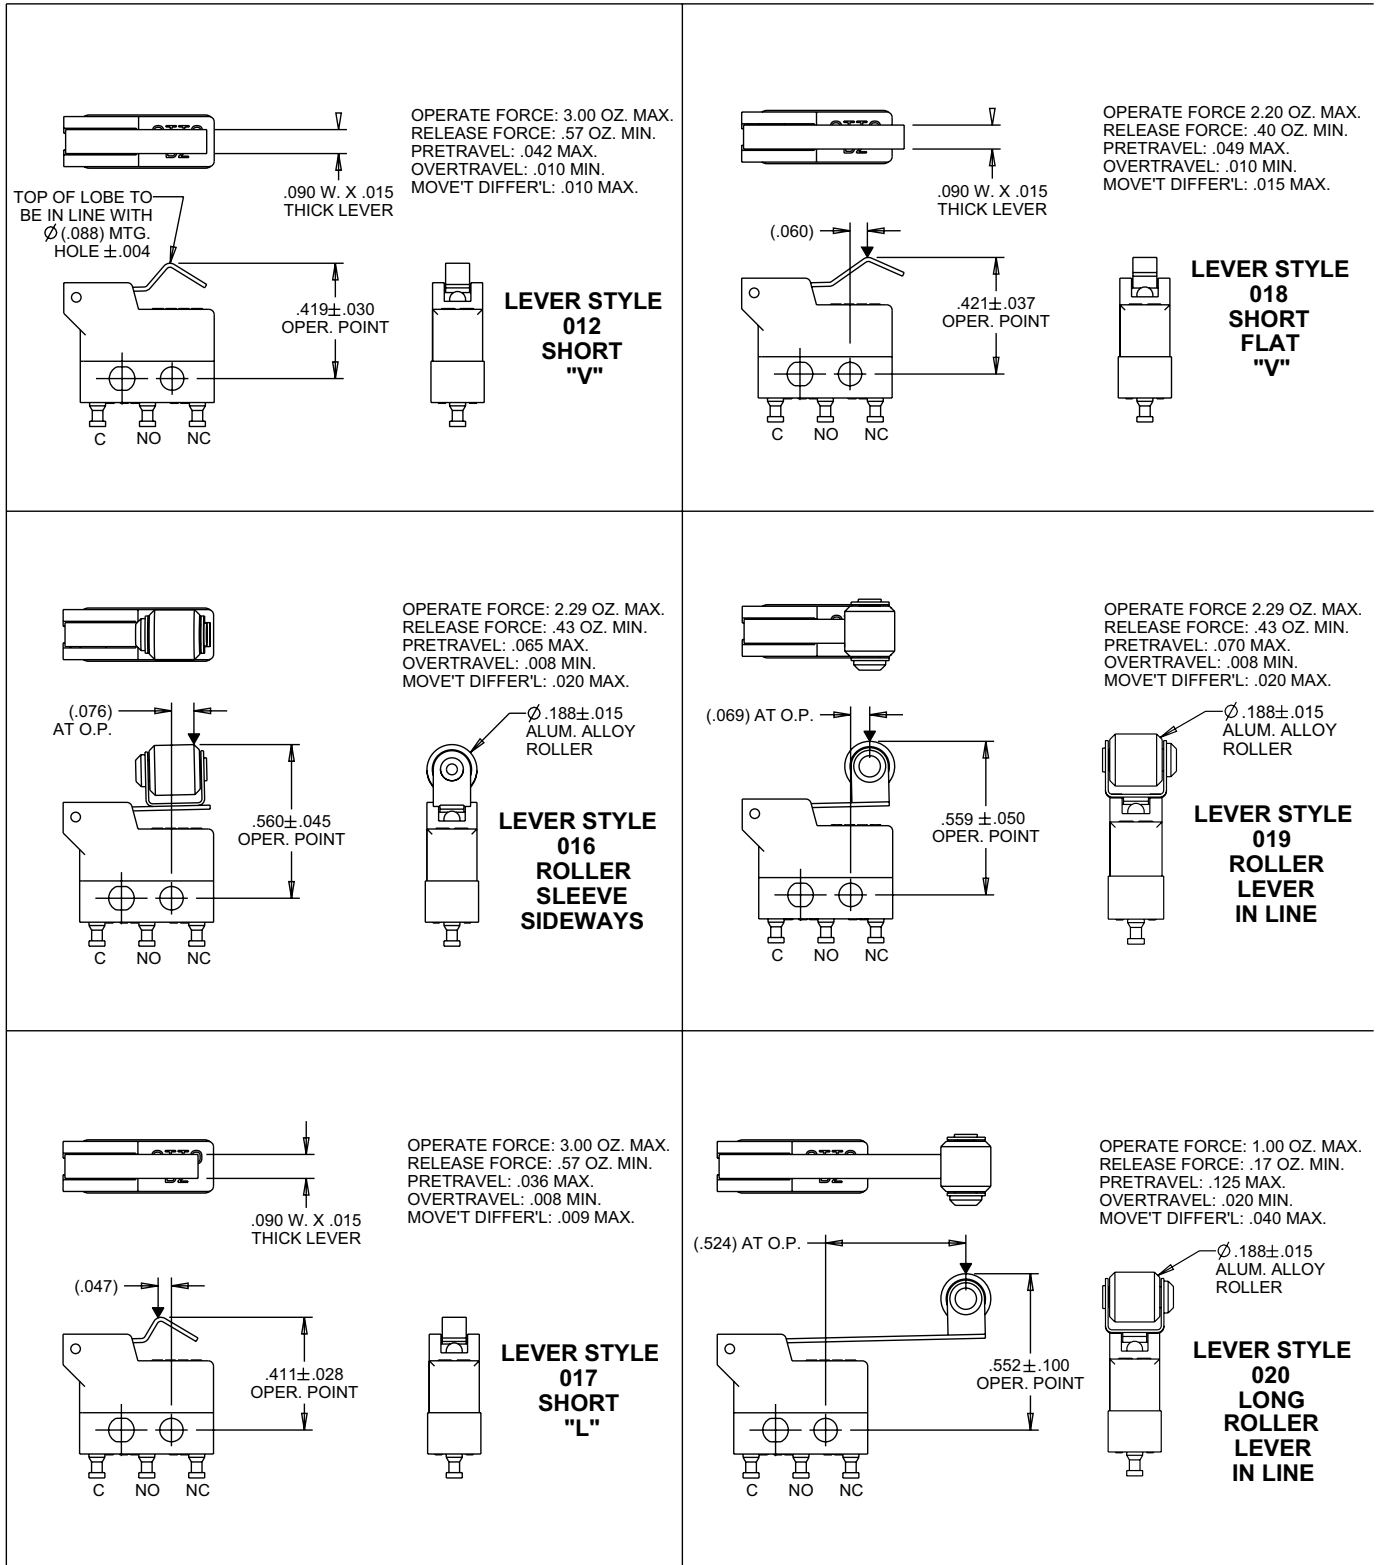 OPERATE FORCE: 3.00 OZ. MAX.
RELEASE FORCE: .57 OZ. MIN.
PRETRAVEL: .042 MAX.
OVERTRAVEL: .010 MIN.
MOVE'T DIFFER'L: .010 MAX.
.090 W. X .015
THICK LEVER
TOP OF LOBE TO
BE IN LINE WITH
Ø (.088) MTG.
HOLE ±.004
.419±.030
OPER. POINT
LEVER STYLE
012
SHORT
"V"
C NO NC
OPERATE FORCE 2.20 OZ. MAX.
RELEASE FORCE: .40 OZ. MIN.
PRETRAVEL: .049 MAX.
OVERTRAVEL: .010 MIN.
MOVE'T DIFFER'L: .015 MAX.
.090 W. X .015
THICK LEVER
(.060)
.421±.037
OPER. POINT
LEVER STYLE
018
SHORT
FLAT
"V"
C NO NC
OPERATE FORCE: 2.29 OZ. MAX.
RELEASE FORCE: .43 OZ. MIN.
PRETRAVEL: .065 MAX.
OVERTRAVEL: .008 MIN.
MOVE'T DIFFER'L: .020 MAX.
(.076)
AT O.P.
Ø .188±.015
ALUM. ALLOY
ROLLER
.560±.045
OPER. POINT
LEVER STYLE
016
ROLLER
SLEEVE
SIDEWAYS
C NO NC
OPERATE FORCE 2.29 OZ. MAX.
RELEASE FORCE: .43 OZ. MIN.
PRETRAVEL: .070 MAX.
OVERTRAVEL: .008 MIN.
MOVE'T DIFFER'L: .020 MAX.
(.069) AT O.P.
Ø .188±.015
ALUM. ALLOY
ROLLER
.559 ±.050
OPER. POINT
LEVER STYLE
019
ROLLER
LEVER
IN LINE
C NO NC
OPERATE FORCE: 3.00 OZ. MAX.
RELEASE FORCE: .57 OZ. MIN.
PRETRAVEL: .036 MAX.
OVERTRAVEL: .008 MIN.
MOVE'T DIFFER'L: .009 MAX.
.090 W. X .015
THICK LEVER
(.047)
.411±.028
OPER. POINT
LEVER STYLE
017
SHORT
"L"
C NO NC
OPERATE FORCE: 1.00 OZ. MAX.
RELEASE FORCE: .17 OZ. MIN.
PRETRAVEL: .125 MAX.
OVERTRAVEL: .020 MIN.
MOVE'T DIFFER'L: .040 MAX.
(.524) AT O.P.
Ø .188±.015
ALUM. ALLOY
ROLLER
.552±.100
OPER. POINT
LEVER STYLE
020
LONG
ROLLER
LEVER
IN LINE
C NO NC